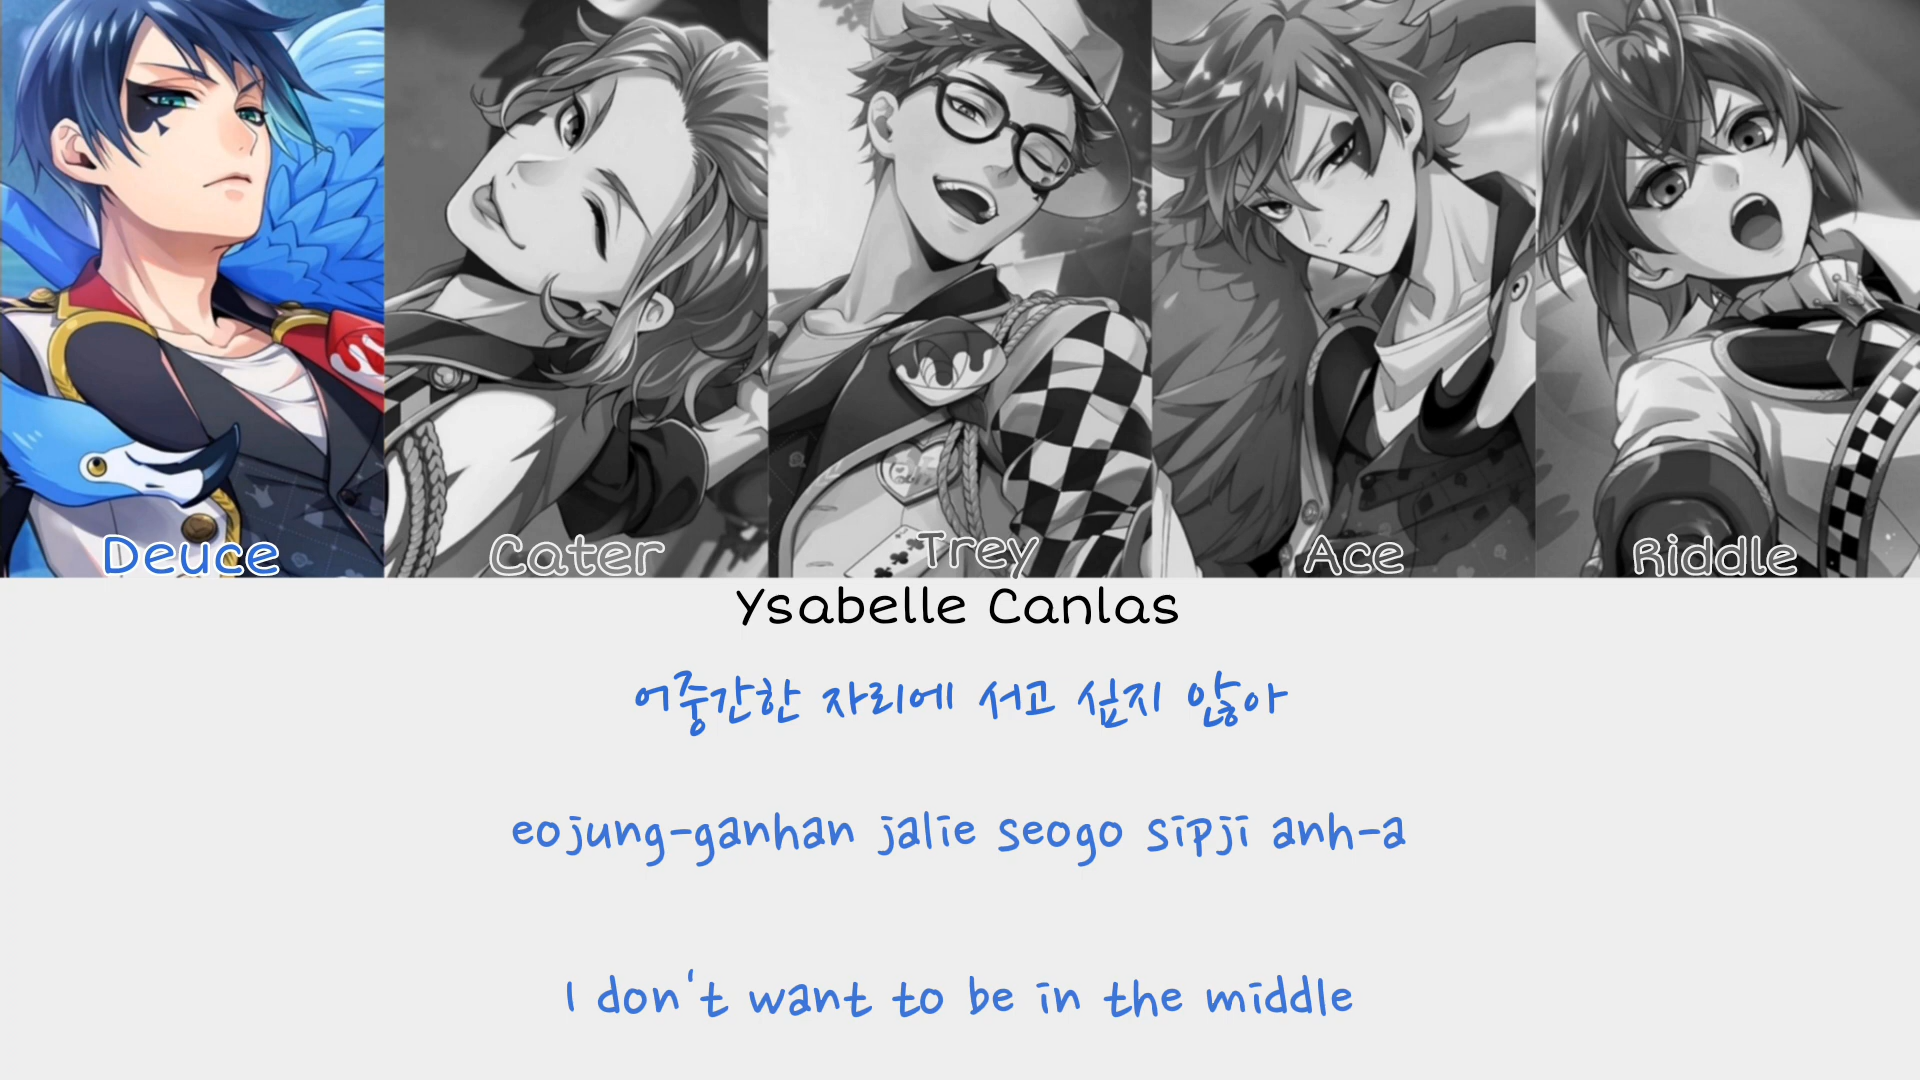 Deuce Cater Trey Ace Riddle
Ysabelle Canlas
어중간한 자리에 서고 싶지 않아
eojung-ganhan jalie seogo sipji anh-a
I don't want to be in the middle